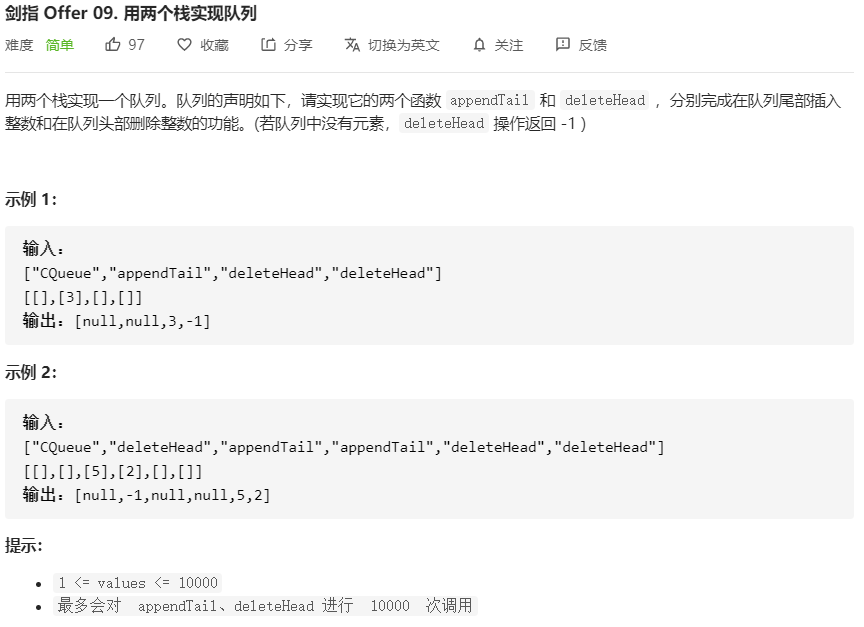 剑指 Offer 09. 用两个栈实现队列
难度 简单 97 收藏 分享 切换为英文 关注 反馈
用两个栈实现一个队列。队列的声明如下，请实现它的两个函数 appendTail 和 deleteHead ，分别完成在队列尾部插入
整数和在队列头部删除整数的功能。(若队列中没有元素，deleteHead 操作返回 -1 )
示例 1：
输入：
["CQueue","appendTail","deleteHead","deleteHead"]
[[],[3],[],[]]
输出：[null,null,3,-1]
示例 2：
输入：
["CQueue","deleteHead","appendTail","appendTail","deleteHead","deleteHead"]
[[],[],[5],[2],[],[]]
输出：[null,-1,null,null,5,2]
提示：
1 <= values <= 10000
最多会对 appendTail、deleteHead 进行 10000 次调用